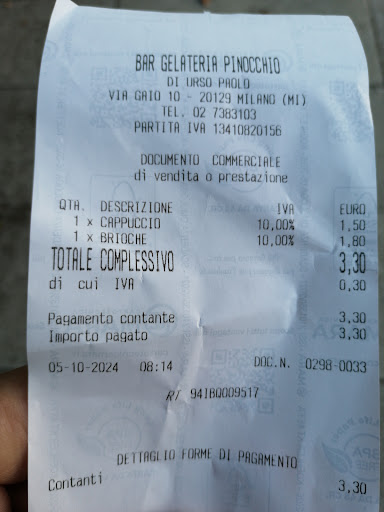 BAR GELATERIA PINOCCHIO
DI URSO PAOLO
VIA GAIO 10 - 20129 MILANO (MI)
TEL. 02 7383103
PARTITA IVA 13410820156
DOCUMENTO COMMERCIALE
di vendita o prestazione
QTA. DESCRIZIONE IVA EURO
1 x CAPPUCCIO 10,00% 1,50
1 x BRIOCHE 10,00% 1,80
TOTALE COMPLESSIVO 3,30
di cui IVA 0,30
Pagamento contante 3,30
Importo pagato 3,30
05-10-2024 08:14 DOC.N. 0298-0033
RT 94IBQ009517
DETTAGLIO FORME DI PAGAMENTO
Contanti 3,30